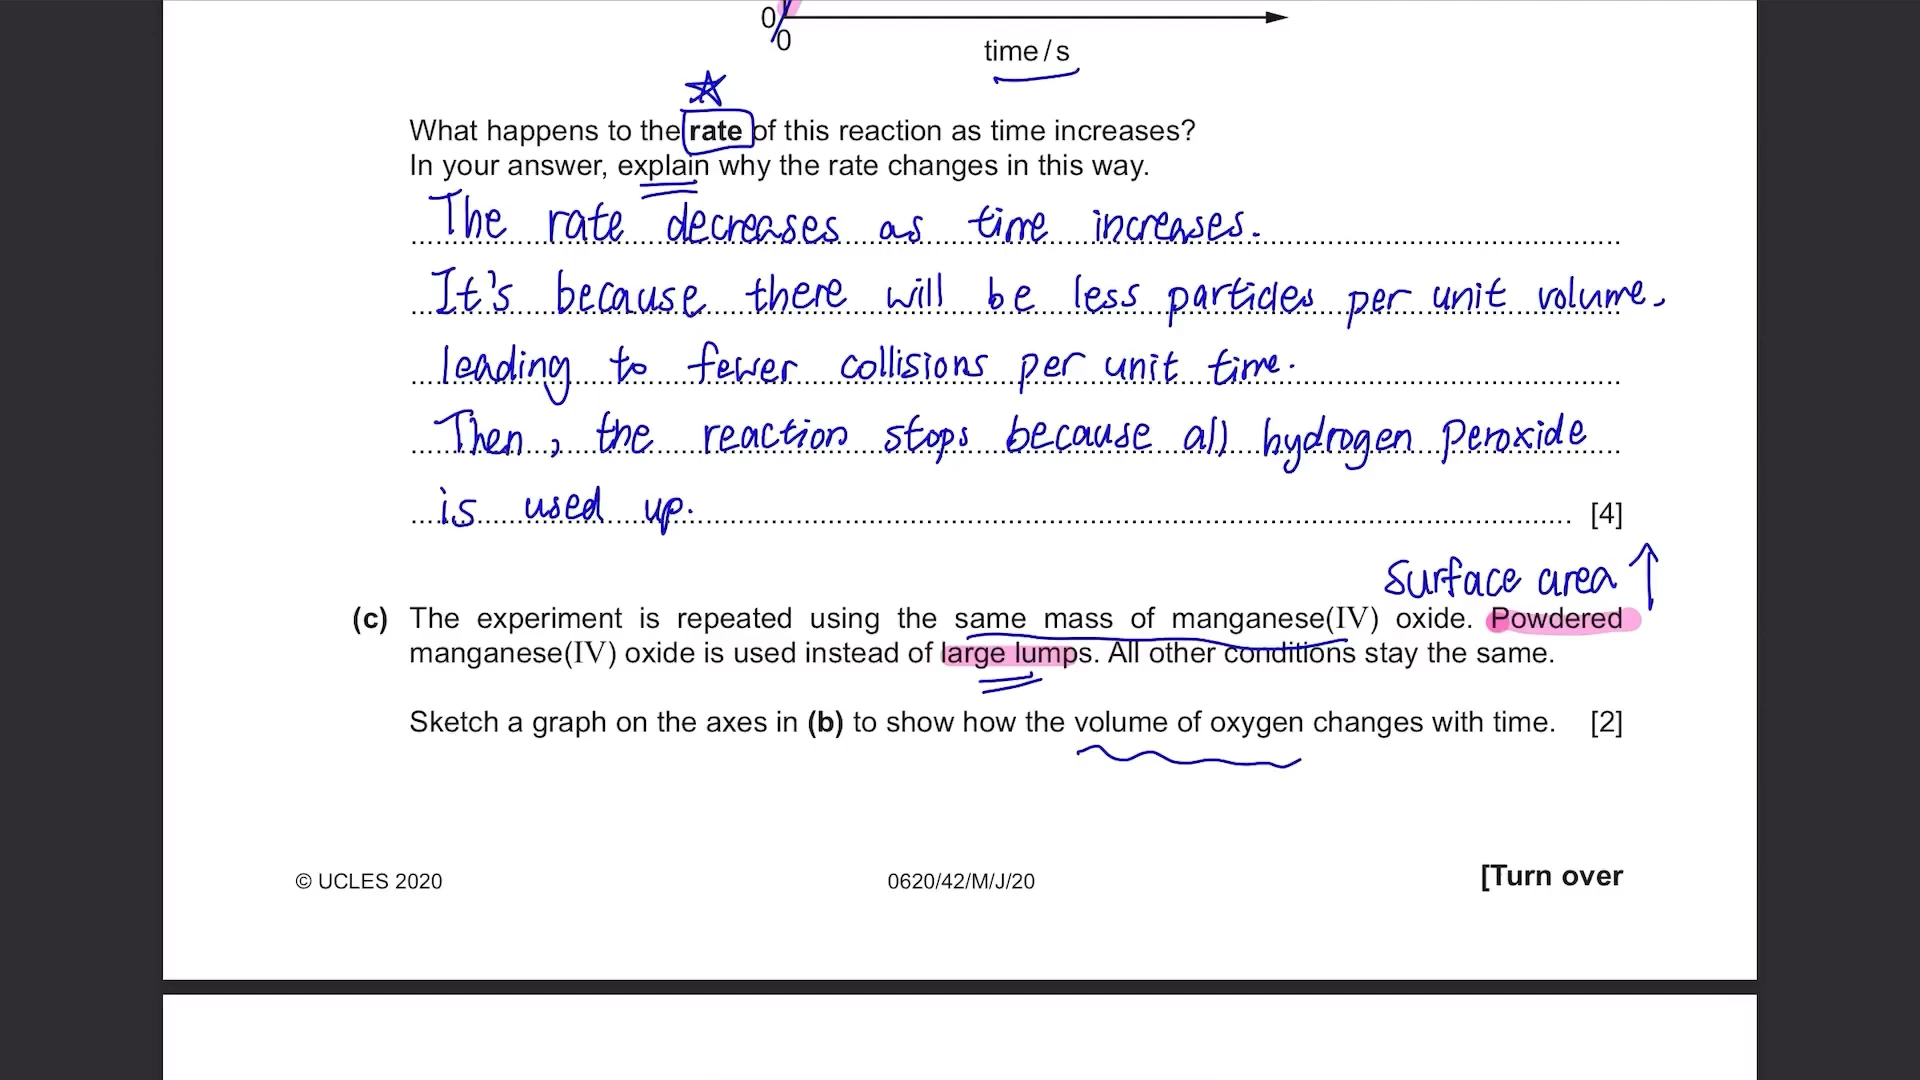 0
0
time / s
What happens to the rate of this reaction as time increases?
In your answer, explain why the rate changes in this way.
The rate decreases as time increases.
It's because there will be less particles per unit volume,
leading to fewer collisions per unit time.
Then, the reaction stops because all hydrogen peroxide
is used up. [4]
Surface area ↑
(c) The experiment is repeated using the same mass of manganese(IV) oxide. Powdered
manganese(IV) oxide is used instead of large lumps. All other conditions stay the same.
Sketch a graph on the axes in (b) to show how the volume of oxygen changes with time. [2]
© UCLES 2020
0620/42/M/J/20
[Turn over